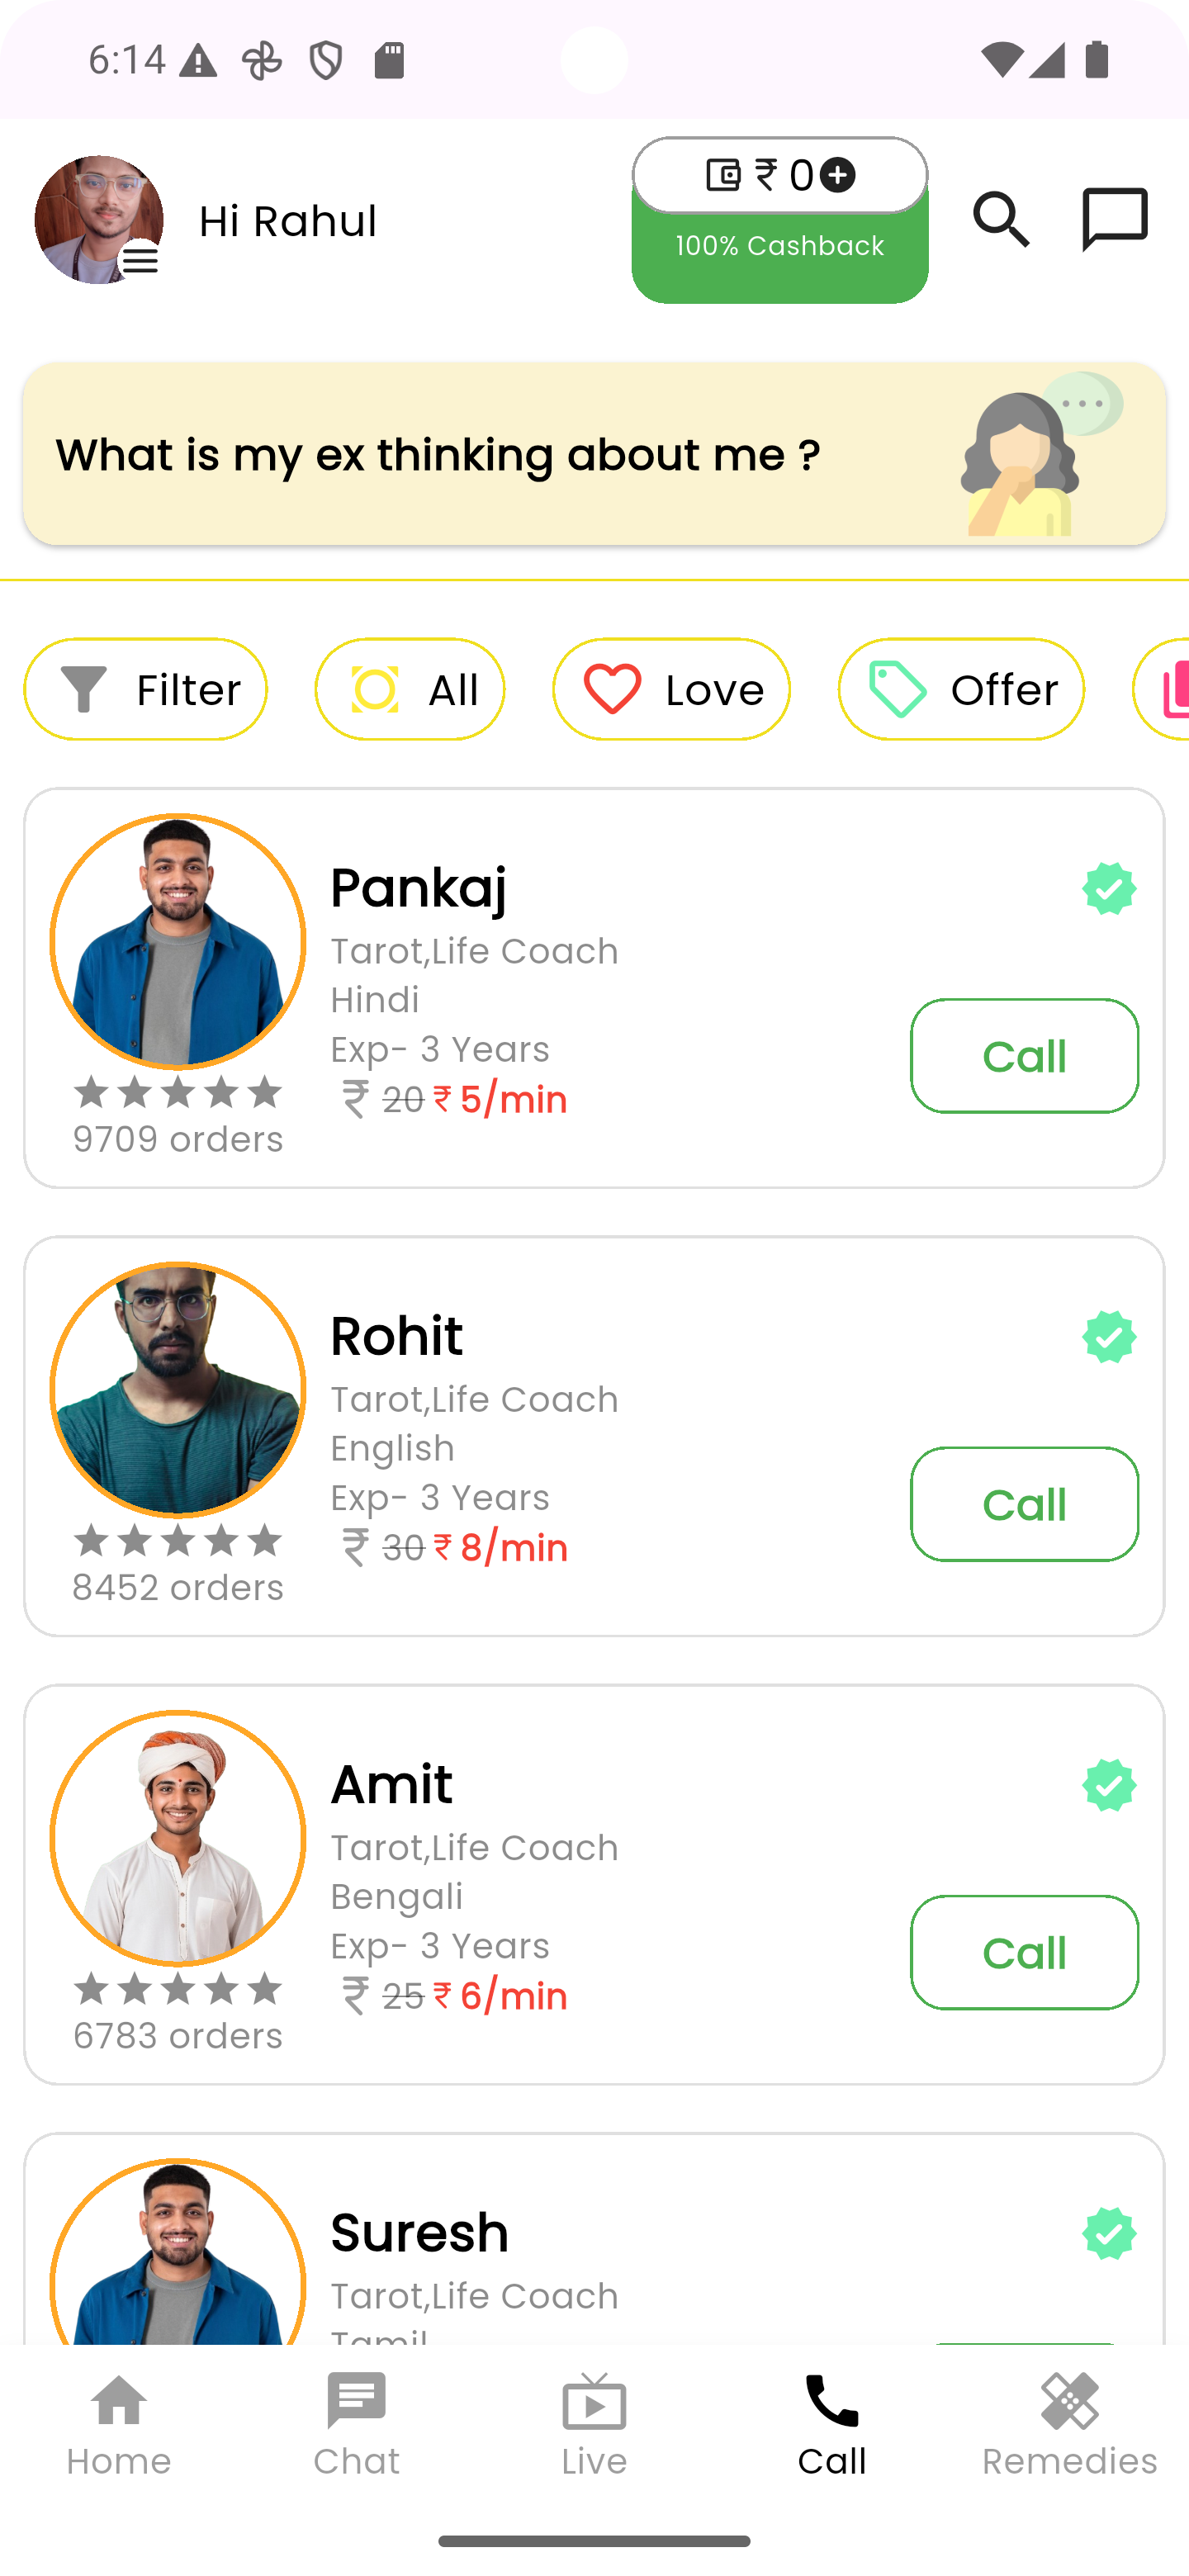 6:14
Hi Rahul
₹ 0
100% Cashback
What is my ex thinking about me ?
Filter
All
Love
Offer
Pankaj
Tarot,Life Coach
Hindi
Exp- 3 Years
₹ 20 ₹ 5/min
9709 orders
Call
Rohit
Tarot,Life Coach
English
Exp- 3 Years
₹ 30 ₹ 8/min
8452 orders
Call
Amit
Tarot,Life Coach
Bengali
Exp- 3 Years
₹ 25 ₹ 6/min
6783 orders
Call
Suresh
Tarot,Life Coach
Tamil
Home
Chat
Live
Call
Remedies